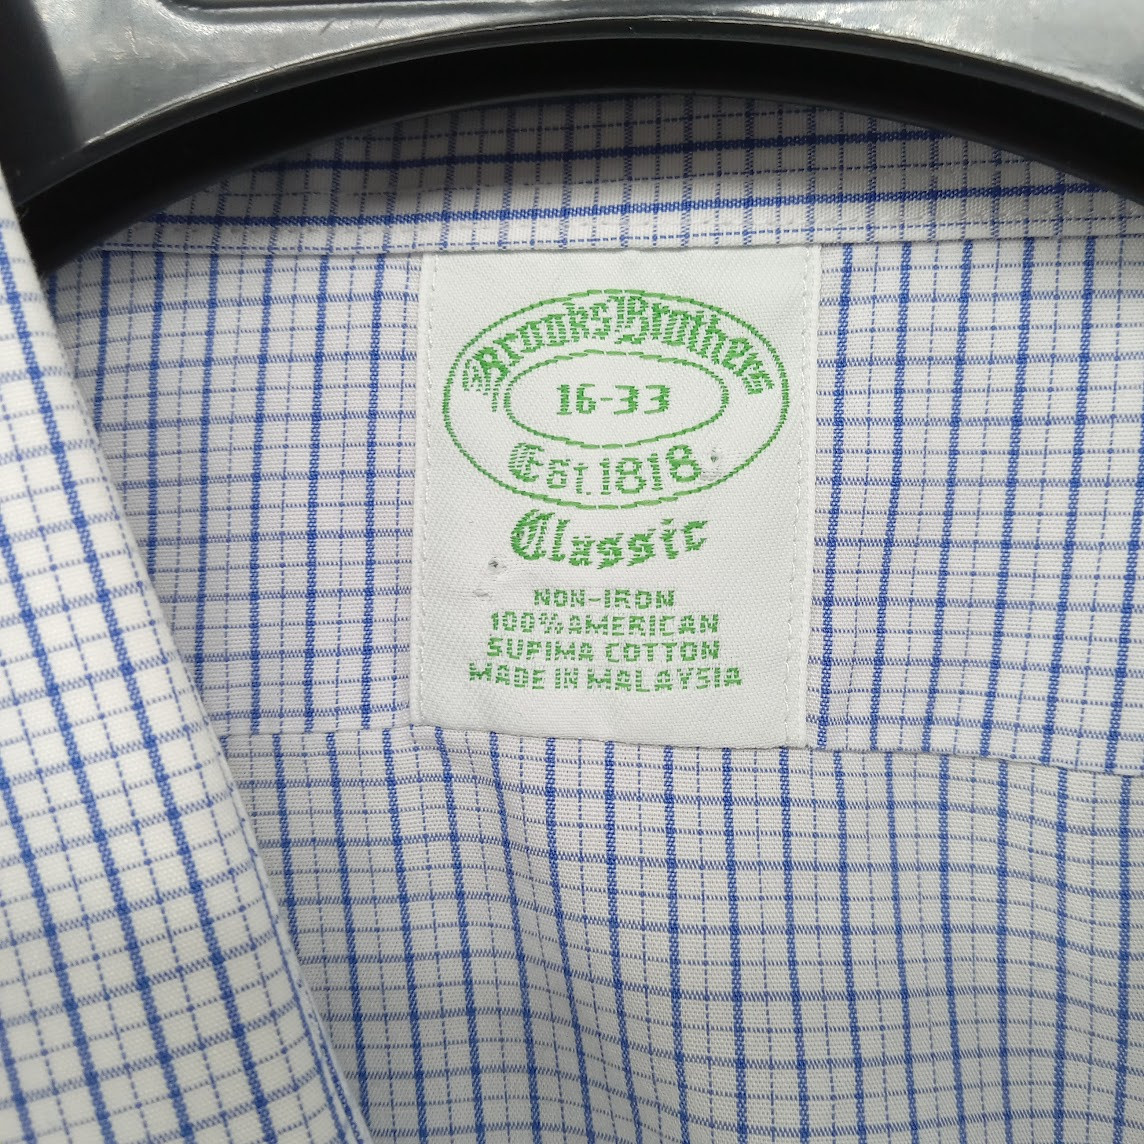 Brooks Brothers
16-33
Est. 1818
Classic
NON-IRON
100% AMERICAN
SUPIMA COTTON
MADE IN MALAYSIA